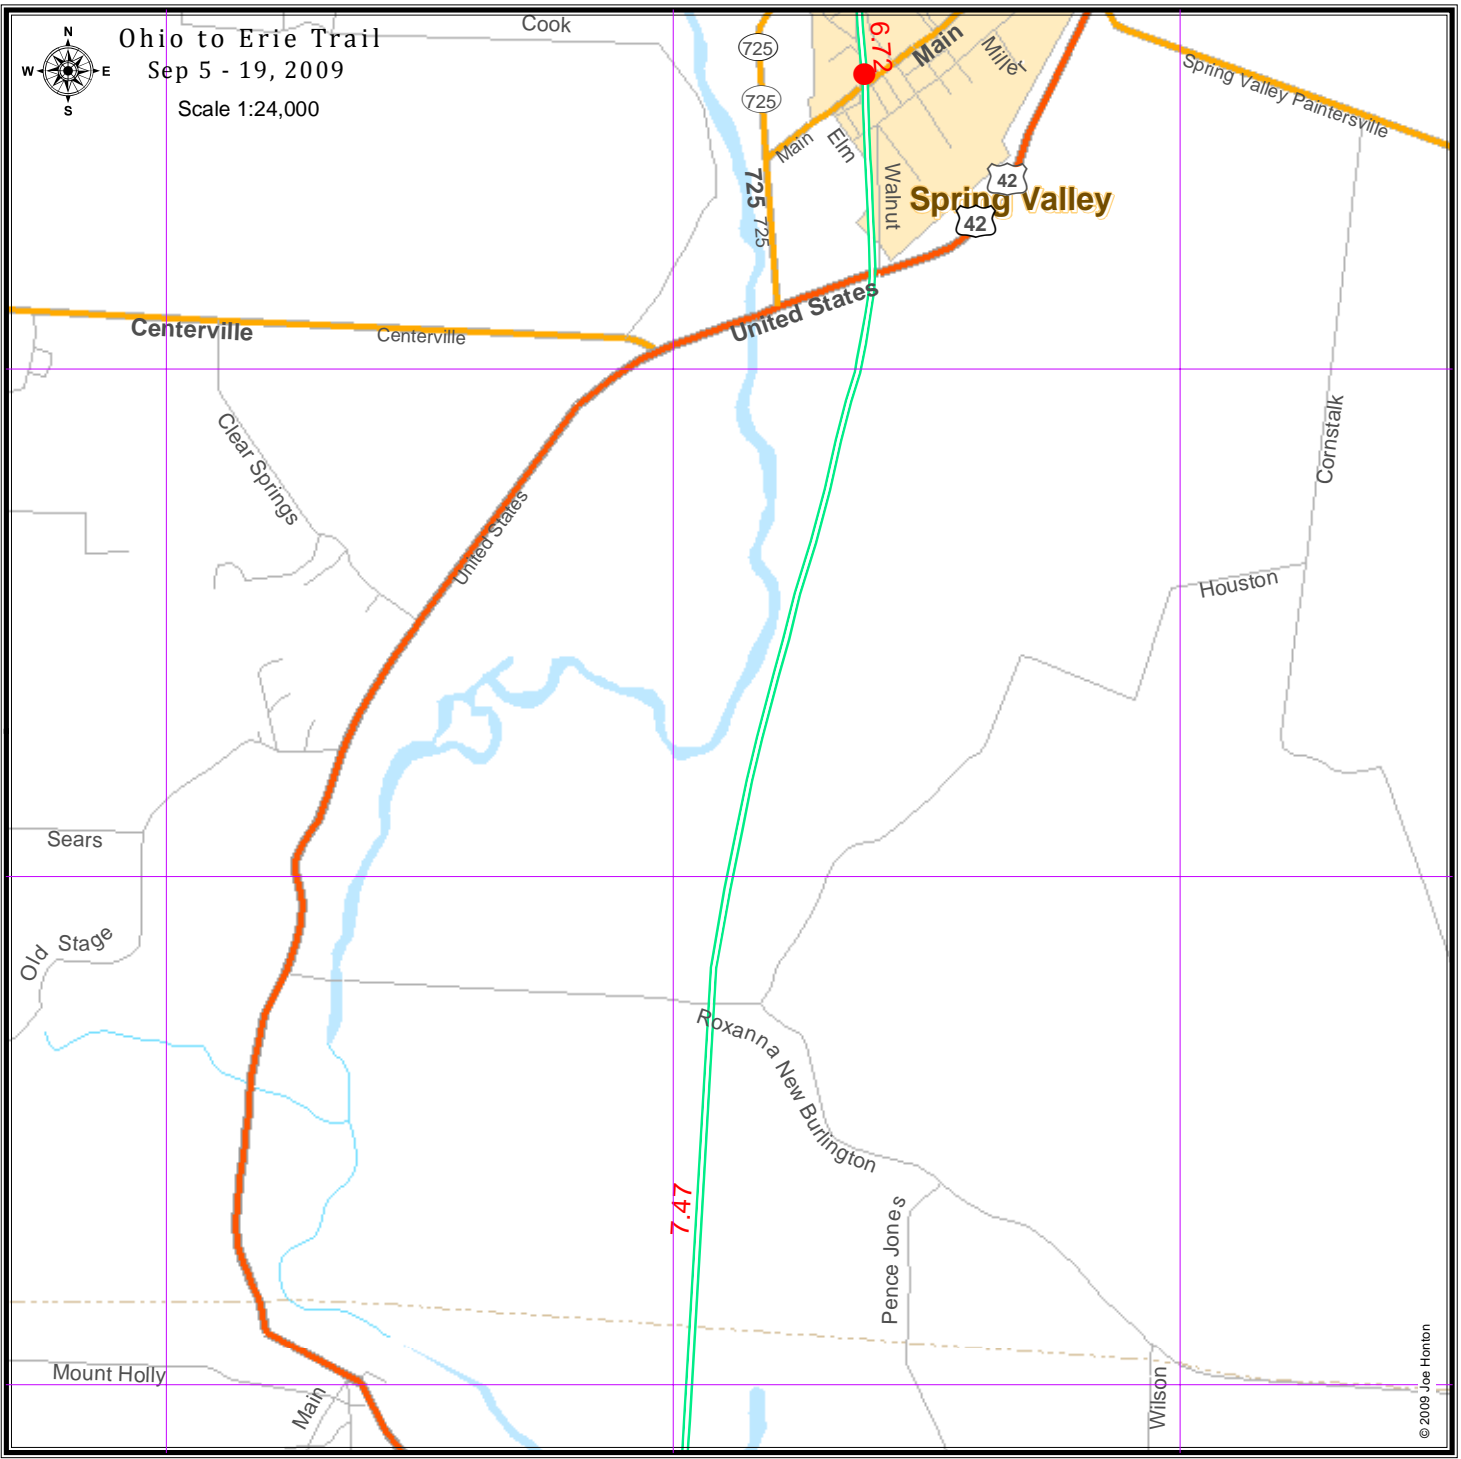 N
W
E
S
Ohio to Erie Trail
Sep 5 - 19, 2009
Scale 1:24,000
Cook
725
725
6.72
Main
Miller
Spring Valley Paintersville
Main
Elm
Walnut
42
Spring Valley
42
725
725
United States
Centerville
Centerville
Clear Springs
United States
Cornstalk
Houston
Sears
Old Stage
Roxanna New Burlington
7.47
Pence Jones
Mount Holly
Main
Wilson
© 2009 Joe Honton